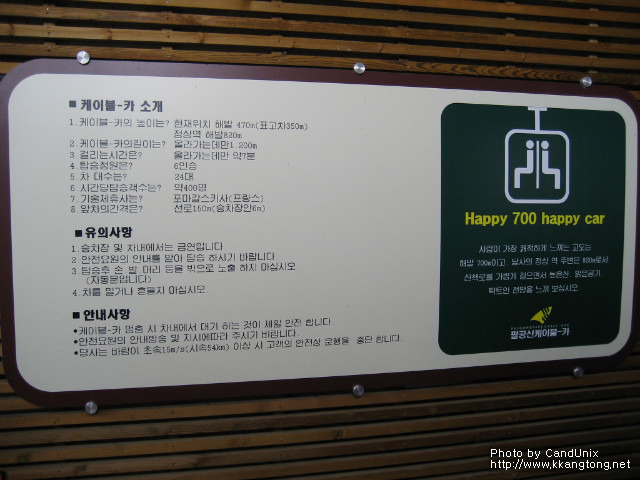 ■ 케이블-카 소개
1. 케이블-카의 높이는? 현재위치 해발 470m(표고차350m)
정상역 해발820m
2. 케이블-카의길이는? 올라가는데만1.200m
3. 걸리는시간은? 올라가는데만 약7분
4. 탑승정원은? 6인승
5. 차 대수는? 24대
6. 시간당탑승객수는? 약400명
7. 기술제휴사는? 포마갈스키사(프랑스)
8. 앞차의간격은? 선로150m(승차장안6m)
■ 유의사항
1. 승차장 및 차내에서는 금연입니다.
2. 안전요원의 안내를 받아 탑승 하시기 바랍니다
3. 탑승후 손 발 머리 등을 밖으로 노출 하지 마십시오
(자동문입니다)
4. 차를 밀거나 흔들지 마십시오.
■ 안내사항
•케이블-카 멈춤 시 차내에서 대기 하는 것이 제일 안전 합니다
•안전요원의 안내방송 및 지시에따라 주시기 바랍니다.
•당사는 바람이 초속15m/s(시속54km) 이상 시 고객의 안전상 운행을 중단 합니다.
Happy 700 happy car
사람이 가장 쾌적하게 느끼는 고도는
해발 700m이고, 당사의 정상 역 주변은 820m로서
산책로를 가볍게 걸으면서 높은산, 맑은공기
탁트인 전망을 느껴 보십시오.
팔공산케이블-카
Photo by CandUnix
http://www.kkangtong.net